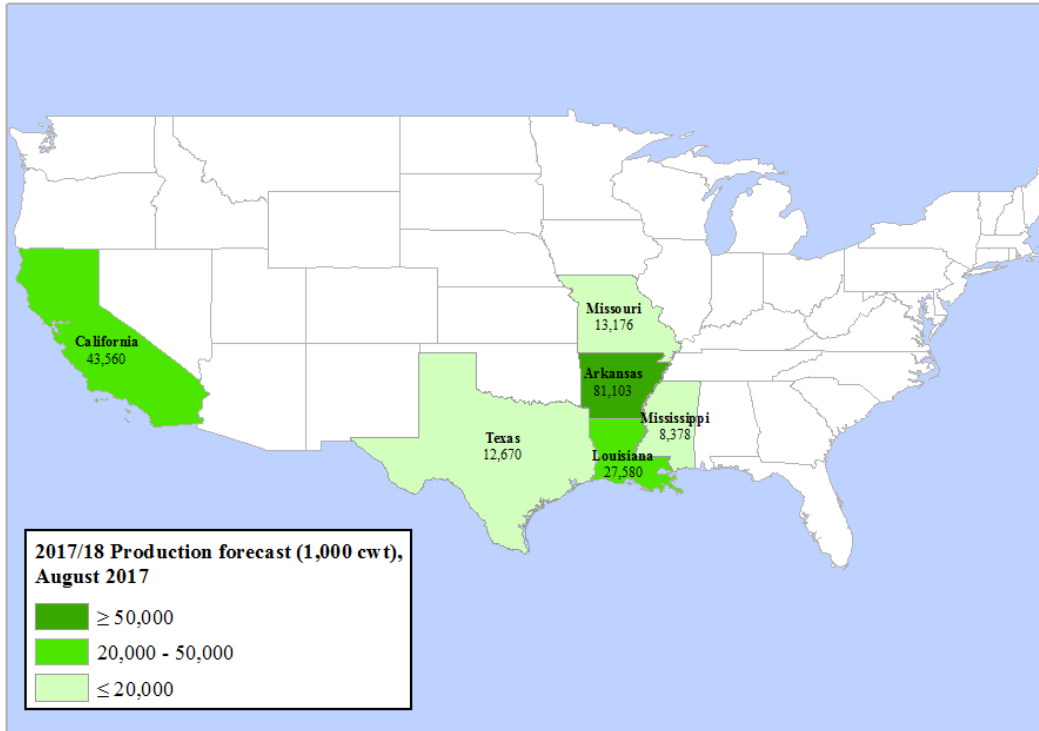 Missouri
13,176
California
43,560
Arkansas
81,103
Mississippi
8,378
Texas
12,670
Louisiana
27,580
2017/18 Production forecast (1,000 cwt),
August 2017
≥ 50,000
20,000 - 50,000
≤ 20,000